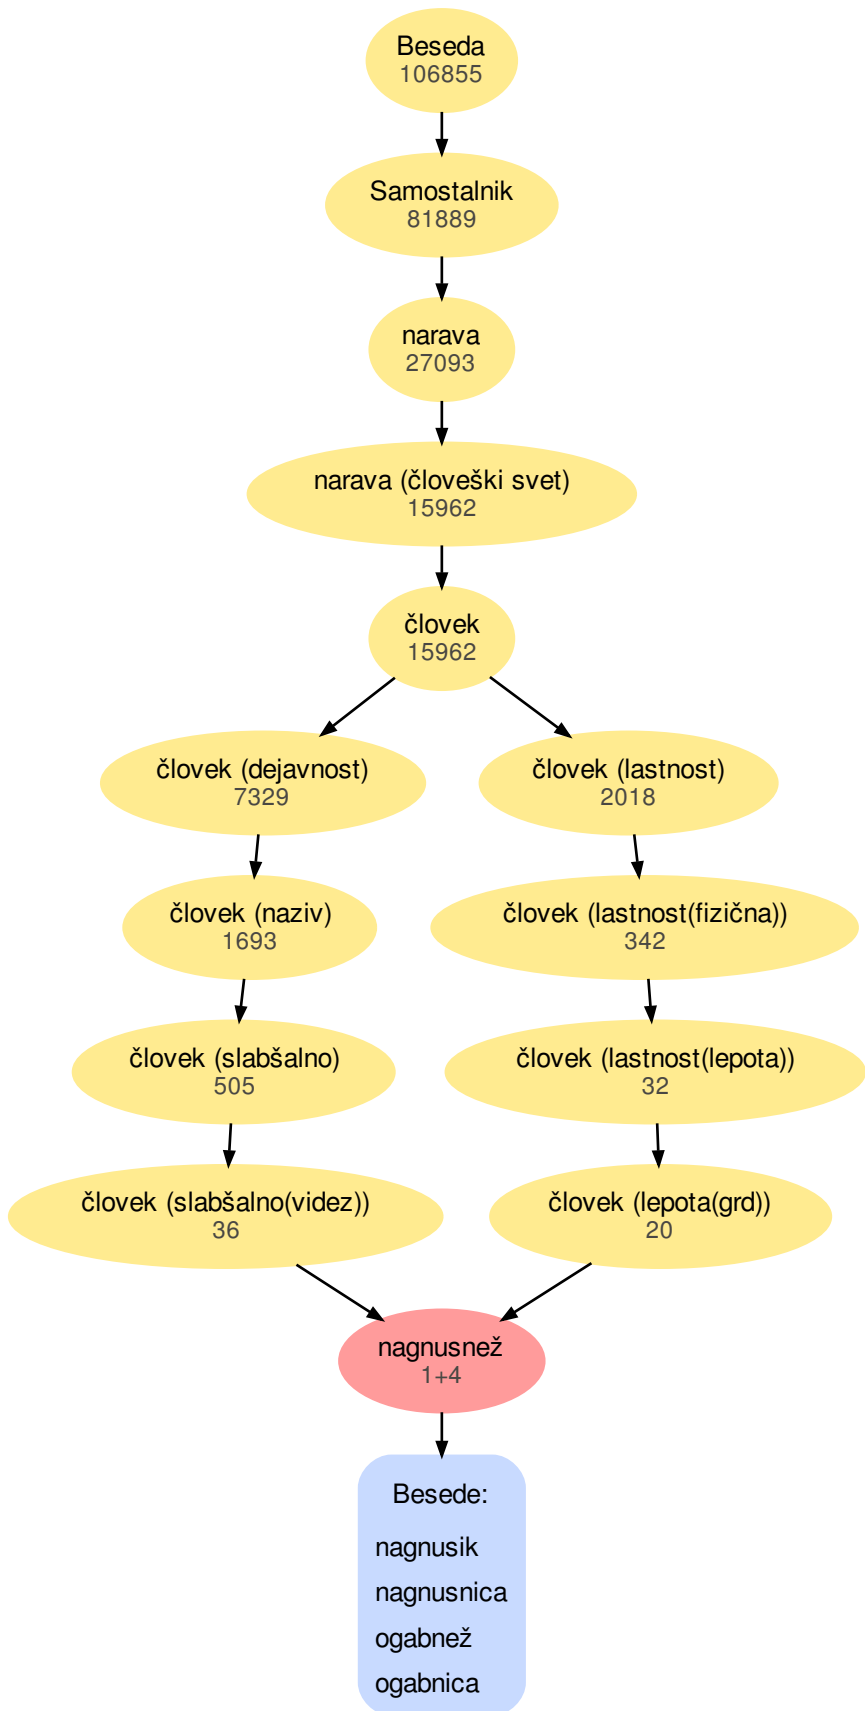 Beseda
106855
Samostalnik
81889
narava
27093
narava (človeški svet)
15962
človek
15962
človek (dejavnost)
7329
človek (lastnost)
2018
človek (naziv)
1693
človek (lastnost(fizična))
342
človek (slabšalno)
505
človek (lastnost(lepota))
32
človek (slabšalno(videz))
36
človek (lepota(grd))
20
nagnusnež
1+4
Besede:
nagnusik
nagnusnica
ogabnež
ogabnica